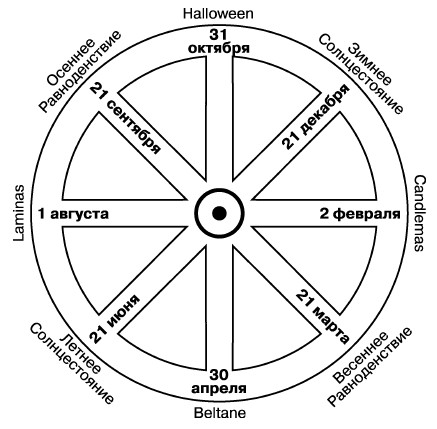 Halloween
31
октября
Зимнее
Солнцестояние
21 декабря
Candlemas
2 февраля
Весеннее
Равноденствие
21 марта
30
апреля
Beltane
Летнее
Солнцестояние
21 июня
Laminas
1 августа
Осеннее
Равноденствие
21 сентября